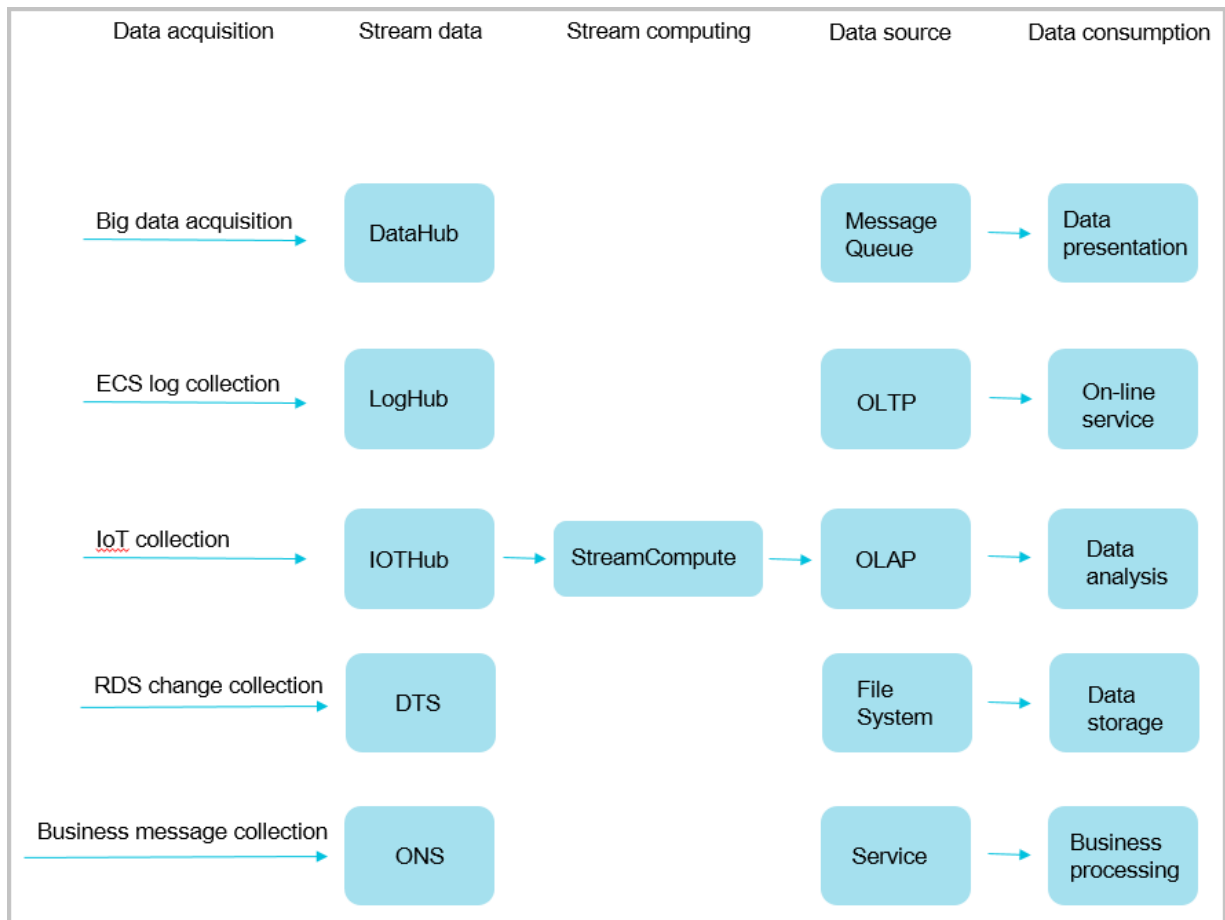 Data acquisition
Stream data
Stream computing
Data source
Data consumption
Big data acquisition
DataHub
Message
Queue
Data
presentation
ECS log collection
LogHub
OLTP
On-line
service
IoT collection
IOTHub
StreamCompute
OLAP
Data
analysis
RDS change collection
DTS
File
System
Data
storage
Business message collection
ONS
Service
Business
processing